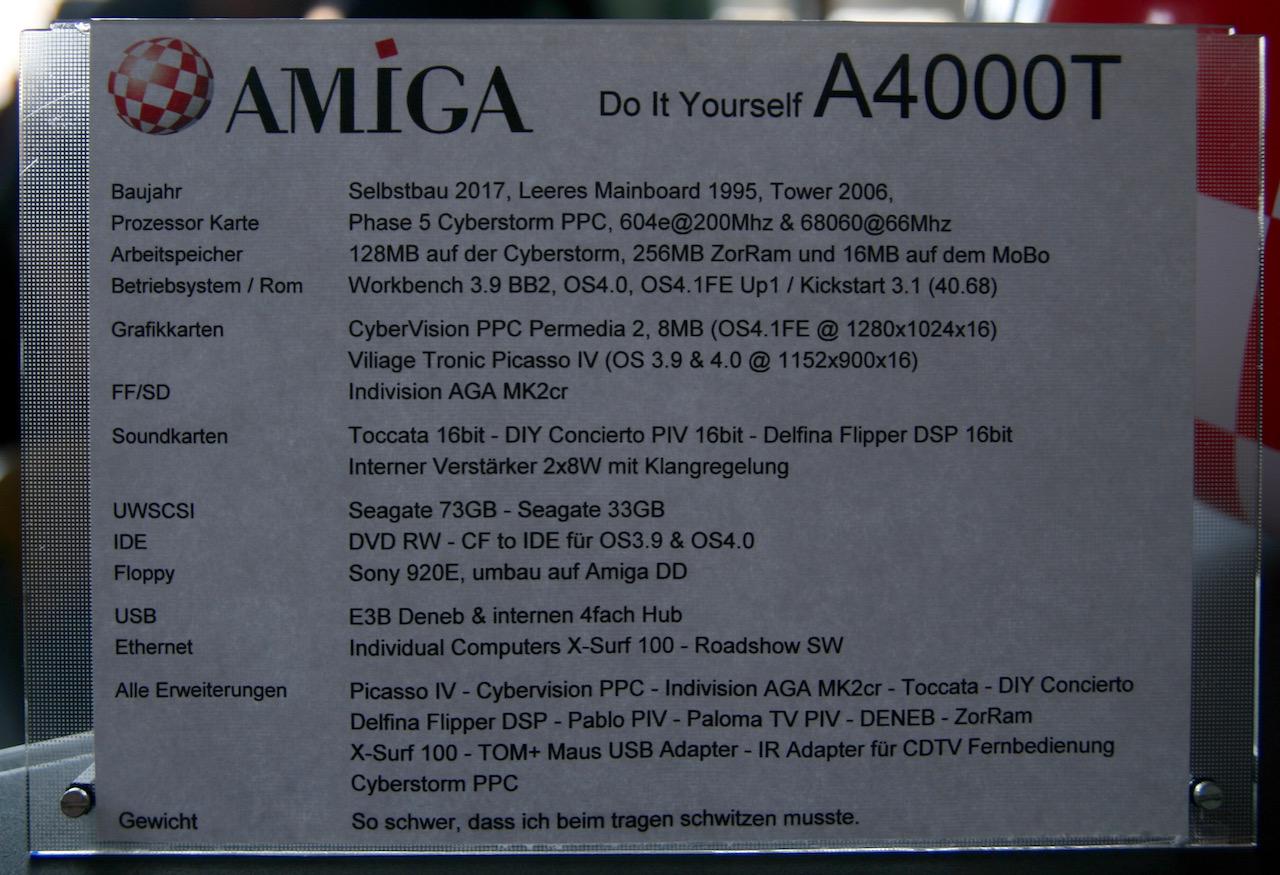 AMIGA Do It Yourself A4000T
Baujahr Selbstbau 2017, Leeres Mainboard 1995, Tower 2006,
Prozessor Karte Phase 5 Cyberstorm PPC, 604e@200Mhz & 68060@66Mhz
Arbeitspeicher 128MB auf der Cyberstorm, 256MB ZorRam und 16MB auf dem MoBo
Betriebsystem / Rom Workbench 3.9 BB2, OS4.0, OS4.1FE Up1 / Kickstart 3.1 (40.68)
Grafikkarten CyberVision PPC Permedia 2, 8MB (OS4.1FE @ 1280x1024x16)
Viliage Tronic Picasso IV (OS 3.9 & 4.0 @ 1152x900x16)
FF/SD Indivision AGA MK2cr
Soundkarten Toccata 16bit - DIY Concierto PIV 16bit - Delfina Flipper DSP 16bit
Interner Verstärker 2x8W mit Klangregelung
UWSCSI Seagate 73GB - Seagate 33GB
IDE DVD RW - CF to IDE für OS3.9 & OS4.0
Floppy Sony 920E, umbau auf Amiga DD
USB E3B Deneb & internen 4fach Hub
Ethernet Individual Computers X-Surf 100 - Roadshow SW
Alle Erweiterungen Picasso IV - Cybervision PPC - Indivision AGA MK2cr - Toccata - DIY Concierto
Delfina Flipper DSP - Pablo PIV - Paloma TV PIV - DENEB - ZorRam
X-Surf 100 - TOM+ Maus USB Adapter - IR Adapter für CDTV Fernbedienung
Cyberstorm PPC
Gewicht So schwer, dass ich beim tragen schwitzen musste.